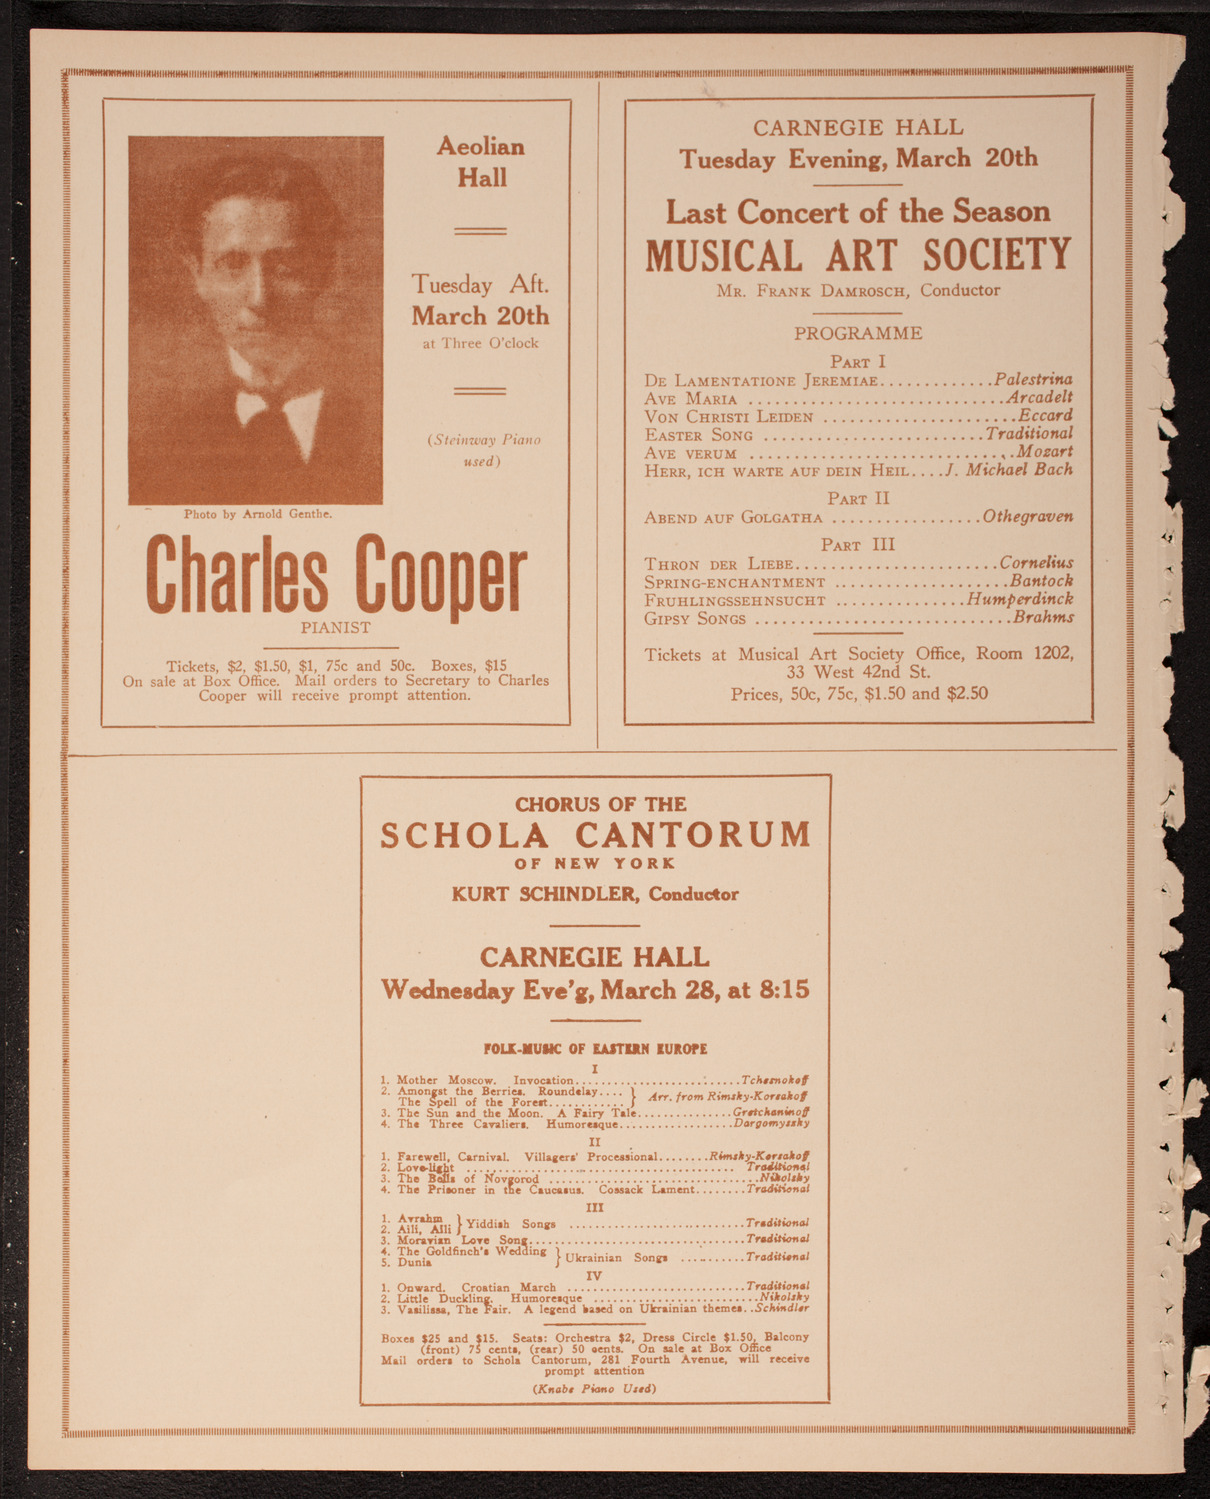 Aeolian
Hall
Tuesday Aft.
March 20th
at Three O'clock
(Steinway Piano
used)
Photo by Arnold Genthe.
Charles Cooper
PIANIST
Tickets, $2, $1.50, $1, 75c and 50c. Boxes, $15
On sale at Box Office. Mail orders to Secretary to Charles
Cooper will receive prompt attention.
CARNEGIE HALL
Tuesday Evening, March 20th
Last Concert of the Season
MUSICAL ART SOCIETY
MR. FRANK DAMROSCH, Conductor
PROGRAMME
PART I
DE LAMENTATIONE JEREMIAE.............Palestrina
AVE MARIA ..............................Arcadelt
VON CHRISTI LEIDEN ......................Eccard
EASTER SONG .........................Traditional
AVE VERUM ..............................Mozart
HERR, ICH WARTE AUF DEIN HEIL....J. Michael Bach
PART II
ABEND AUF GOLGATHA .................Othegraven
PART III
THRON DER LIEBE.......................Cornelius
SPRING-ENCHANTMENT ....................Bantock
FRUHLINGSSEHNSUCHT ...............Humperdinck
GIPSY SONGS .............................Brahms
Tickets at Musical Art Society Office, Room 1202,
33 West 42nd St.
Prices, 50c, 75c, $1.50 and $2.50
CHORUS OF THE
SCHOLA CANTORUM
OF NEW YORK
KURT SCHINDLER, Conductor
CARNEGIE HALL
Wednesday Eve'g, March 28, at 8:15
FOLK-MUSIC OF EASTERN EUROPE
I
1. Mother Moscow. Invocation........................Tchesnokoff
2. Amongst the Berries. Roundelay.... } Arr. from Rimsky-Korsakoff
The Spell of the Forest............
3. The Sun and the Moon. A Fairy Tale...............Gretchaninoff
4. The Three Cavaliers. Humoresque..................Dargomyzsky
II
1. Farewell, Carnival. Villagers' Processional........Rimsky-Korsakoff
2. Love-light .......................................... Traditional
3. The Bells of Novgorod .................................Nikolsky
4. The Prisoner in the Caucasus. Cossack Lament........Traditional
III
1. Avrahm } Yiddish Songs ............................Traditional
2. Aili, Aili
3. Moravian Love Song...................................Traditional
4. The Goldfinch's Wedding } Ukrainian Songs ...........Traditional
5. Dunia
IV
1. Onward. Croatian March .............................Traditional
2. Little Duckling. Humoresque ..........................Nikolsky
3. Vasilissa, The Fair. A legend based on Ukrainian themes..Schindler
Boxes $25 and $15. Seats: Orchestra $2, Dress Circle $1.50, Balcony
(front) 75 cents, (rear) 50 cents. On sale at Box Office
Mail orders to Schola Cantorum, 281 Fourth Avenue, will receive
prompt attention
(Knabe Piano Used)